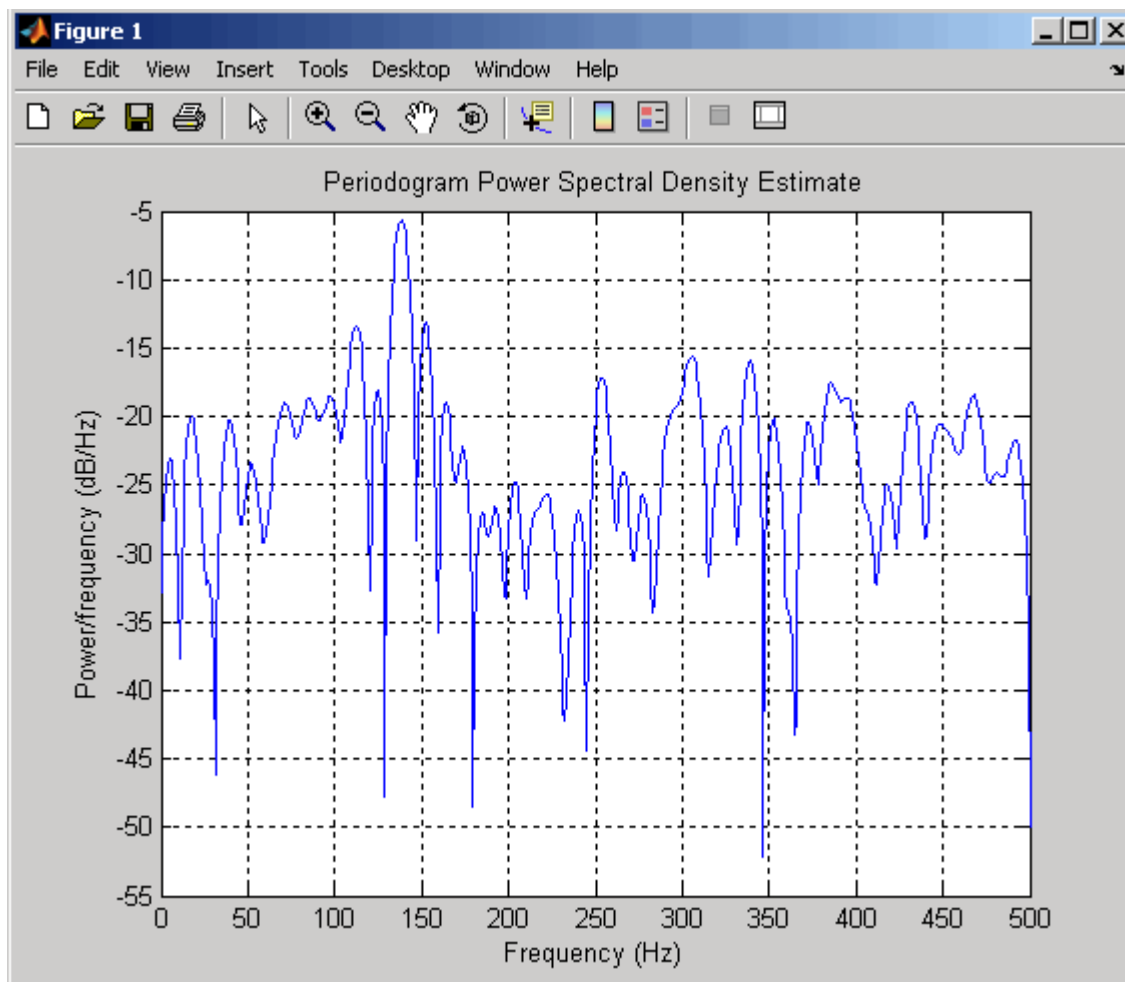 Figure 1
File Edit View Insert Tools Desktop Window Help
Periodogram Power Spectral Density Estimate
Power/frequency (dB/Hz)
-5
-10
-15
-20
-25
-30
-35
-40
-45
-50
-55
0 50 100 150 200 250 300 350 400 450 500
Frequency (Hz)